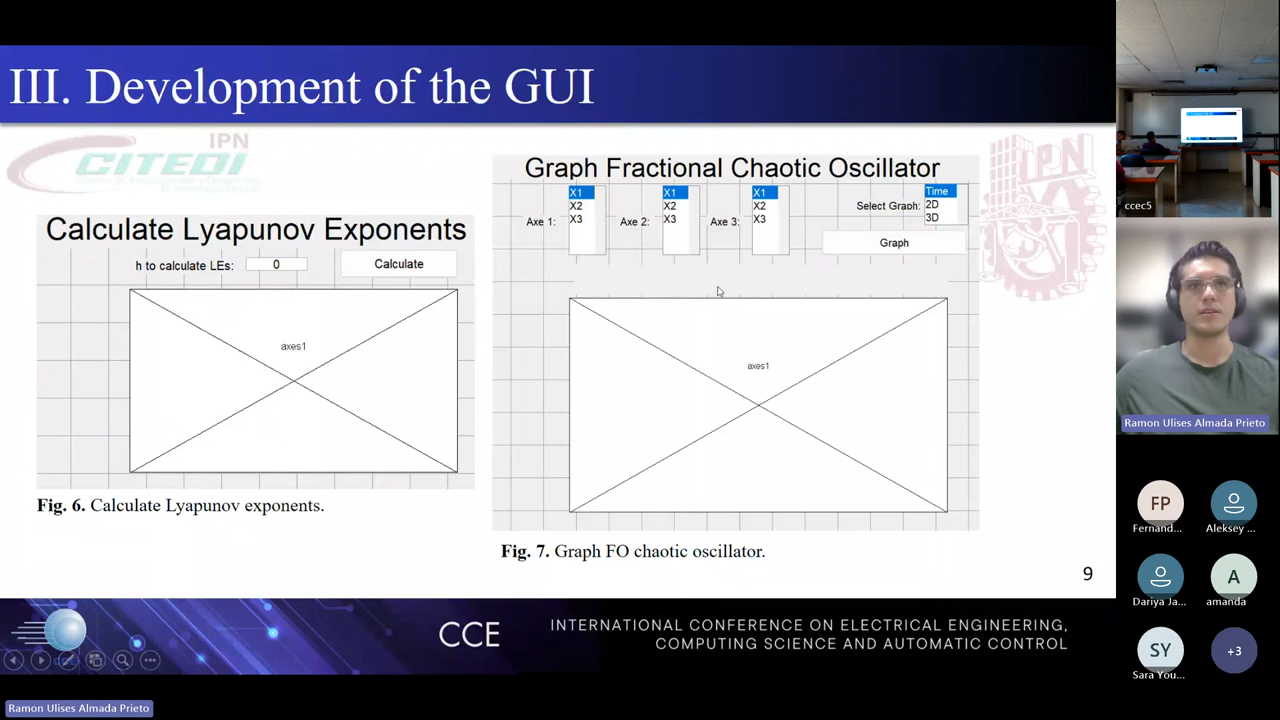 III. Development of the GUI
IPN
CITEDI
Calculate Lyapunov Exponents
h to calculate LEs:
0
Calculate
axes1
Fig. 6. Calculate Lyapunov exponents.
Graph Fractional Chaotic Oscillator
Axe 1:
X1
X2
X3
Axe 2:
X1
X2
X3
Axe 3:
X1
X2
X3
Select Graph:
Time
2D
3D
Graph
axes1
Fig. 7. Graph FO chaotic oscillator.
IPN
9
CCE
INTERNATIONAL CONFERENCE ON ELECTRICAL ENGINEERING,
COMPUTING SCIENCE AND AUTOMATIC CONTROL
Ramon Ulises Almada Prieto
ccec5
Ramon Ulises Almada Prieto
FP
Fernand...
Aleksey ...
Dariya Ja...
A
amanda
SY
Sara You...
+3